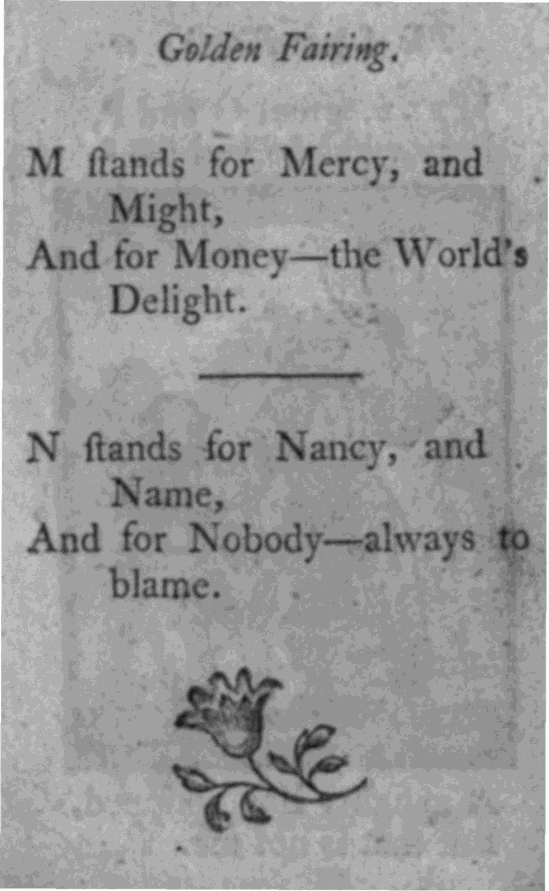 Golden Fairing.
M ſtands for Mercy, and
Might,
And for Money—the World's
Delight.
N ſtands for Nancy, and
Name,
And for Nobody—always to
blame.